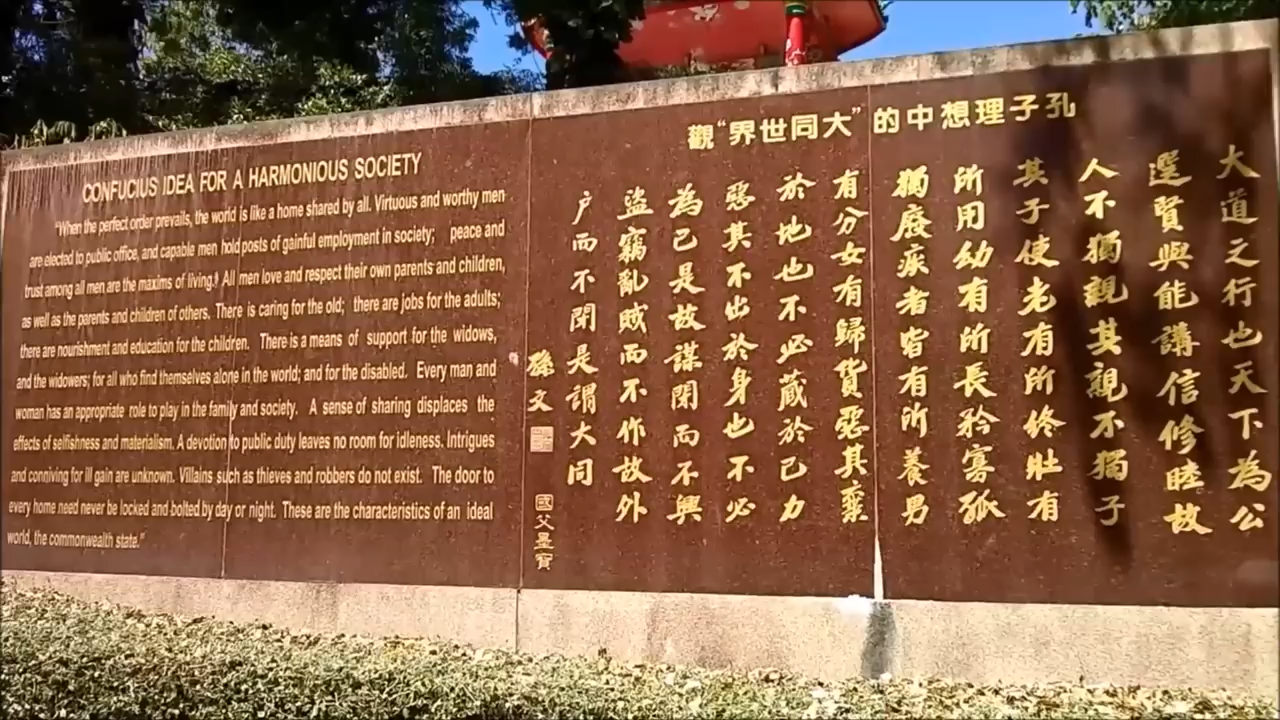 CONFUCIUS IDEA FOR A HARMONIOUS SOCIETY
"When the perfect order prevails, the world is like a home shared by all. Virtuous and worthy men
are elected to public office, and capable men hold posts of gainful employment in society; peace and
trust among all men are the maxims of living. All men love and respect their own parents and children,
as well as the parents and children of others. There is caring for the old; there are jobs for the adults;
there are nourishment and education for the children. There is a means of support for the widows,
and the widowers; for all who find themselves alone in the world; and for the disabled. Every man and
woman has an appropriate role to play in the family and society. A sense of sharing displaces the
effects of selfishness and materialism. A devotion to public duty leaves no room for idleness. Intrigues
and conniving for ill gain are unknown. Villains such as thieves and robbers do not exist. The door to
every home need never be locked and bolted by day or night. These are the characteristics of an ideal
world, the commonwealth state."
孔子理想中的"大同世界"觀
大道之行也天下為公
選賢與能講信修睦故
人不獨親其親不獨子
其子使老有所終壯有
所用幼有所長矜寡孤
獨廢疾者皆有所養男
有分女有歸貨惡其棄
於地也不必藏於己力
惡其不出於身也不必
為己是故謀閉而不興
盜竊亂賊而不作故外
户而不閉是謂大同
孫文
國父墨寶